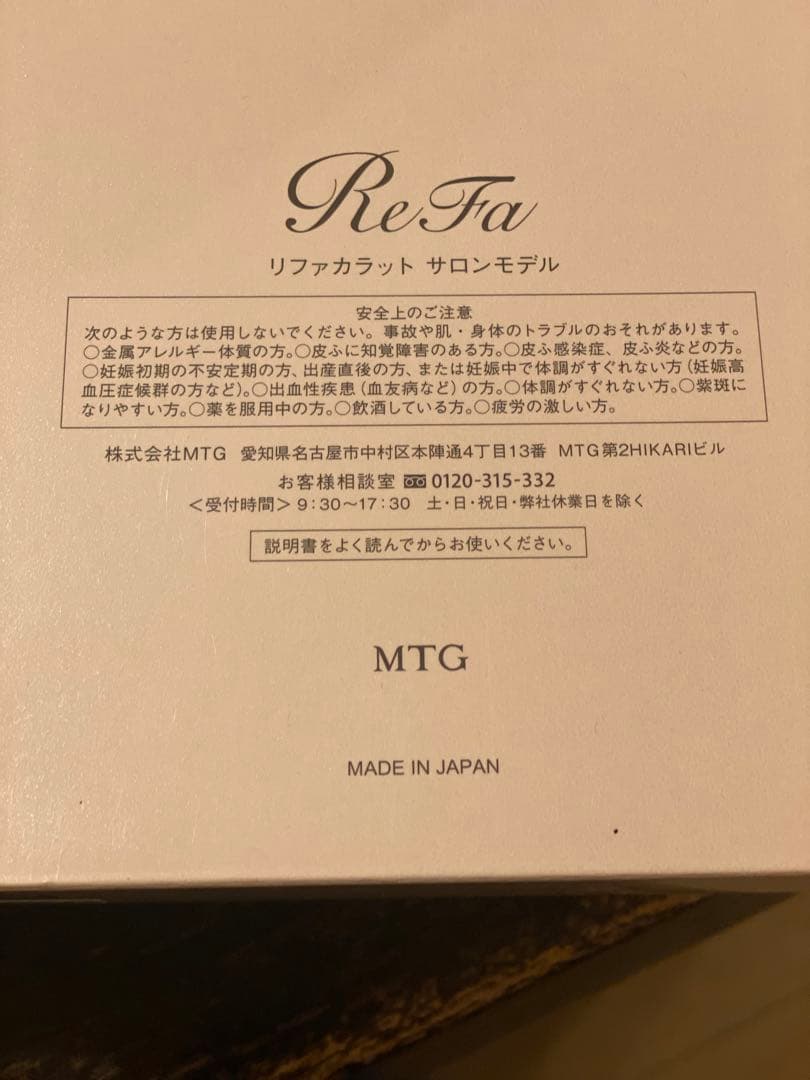 ReFa
リファカラット サロンモデル
安全上のご注意
次のような方は使用しないでください。事故や肌・身体のトラブルのおそれがあります。
○金属アレルギー体質の方。○皮ふに知覚障害のある方。○皮ふ感染症、皮ふ炎などの方。
○妊娠初期の不安定期の方、出産直後の方、または妊娠中で体調がすぐれない方(妊娠高
血圧症候群の方など)。○出血性疾患(血友病など)の方。○体調がすぐれない方。○紫斑に
なりやすい方。○薬を服用中の方。○飲酒している方。○疲労の激しい方。
株式会社MTG 愛知県名古屋市中村区本陣通4丁目13番 MTG第2HIKARIビル
お客様相談室 0120-315-332
<受付時間> 9:30~17:30 土・日・祝日・弊社休業日を除く
説明書をよく読んでからお使いください。
MTG
MADE IN JAPAN